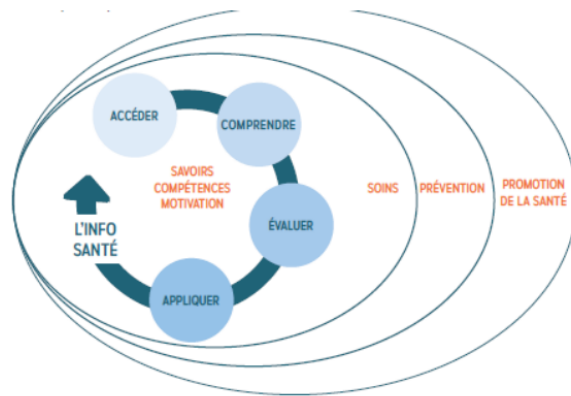 ACCÉDER
COMPRENDRE
SAVOIRS
COMPÉTENCES
MOTIVATION
SOINS
PRÉVENTION
PROMOTION
DE LA SANTÉ
L'INFO
SANTÉ
ÉVALUER
APPLIQUER